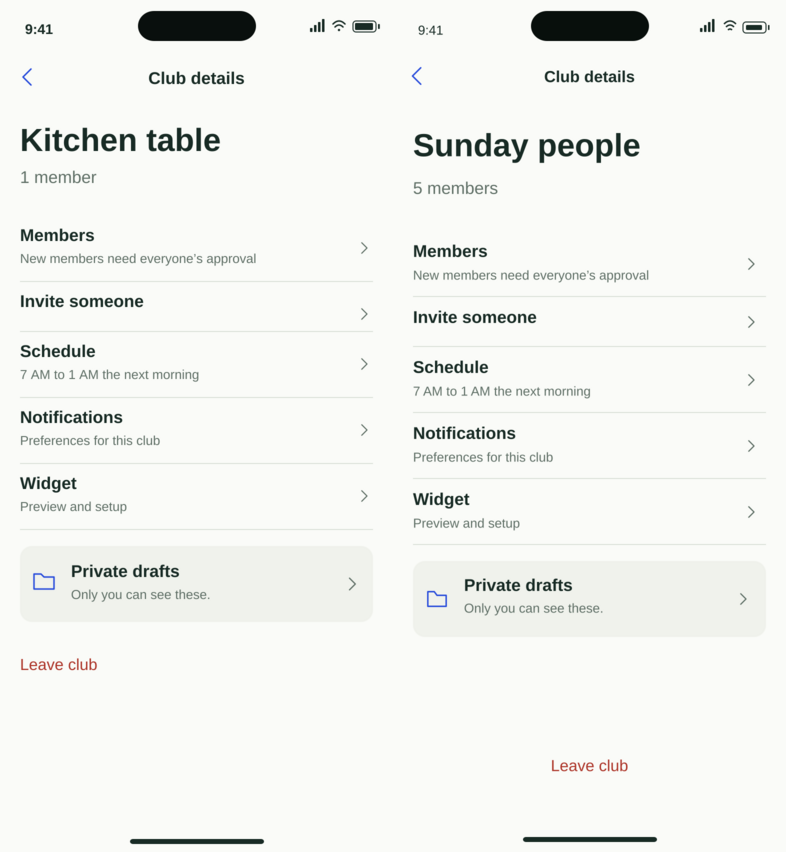 9:41
Club details
Kitchen table
1 member
Members
New members need everyone’s approval
Invite someone
Schedule
7 AM to 1 AM the next morning
Notifications
Preferences for this club
Widget
Preview and setup
Private drafts
Only you can see these.
Leave club
9:41
Club details
Sunday people
5 members
Members
New members need everyone’s approval
Invite someone
Schedule
7 AM to 1 AM the next morning
Notifications
Preferences for this club
Widget
Preview and setup
Private drafts
Only you can see these.
Leave club